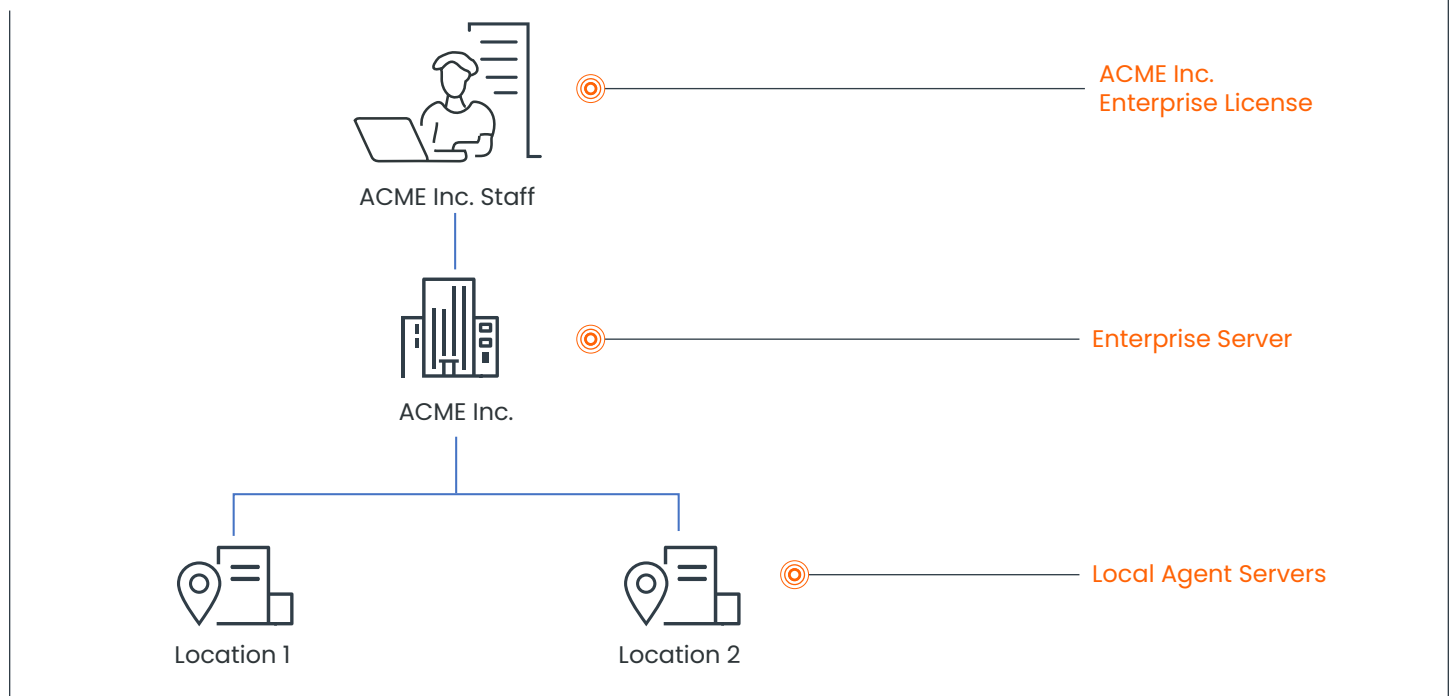 ACME Inc.
Enterprise License
ACME Inc. Staff
Enterprise Server
ACME Inc.
Local Agent Servers
Location 1
Location 2